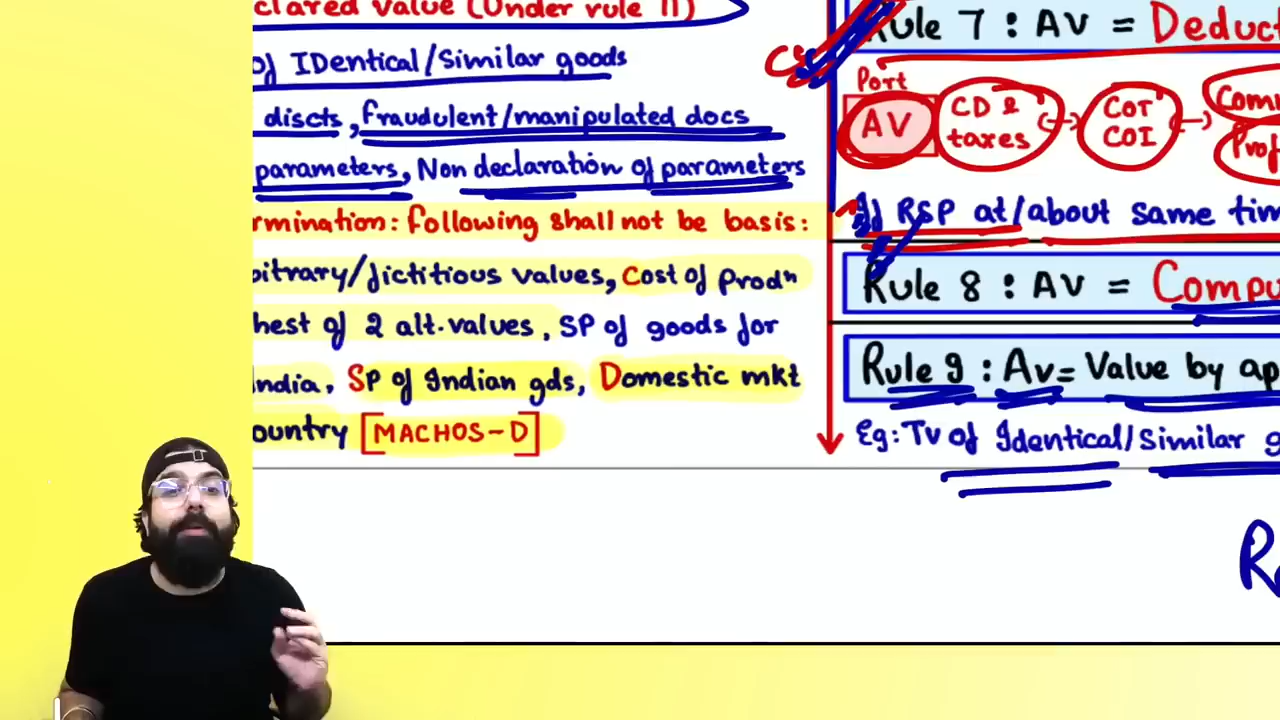 clared Value (Under rule 11)
of IDentical/Similar goods
discts, fraudulent/manipulated docs
parameters, Non declaration of parameters
rmination: following shall not be basis:
bitrary/fictitious values, Cost of Prodn
hest of 2 alt. values, SP of goods for
India, SP of Indian gds, Domestic mkt
ountry [MACHOS-D]
Rule 7 : AV = Deduct
Port
AV
CD &
taxes
COT
COI
Comm
Prof
If RSP at/about same tim
Rule 8 : AV = Compu
Rule 9 : AV = Value by ap
Eg: TV of Identical/Similar g
R